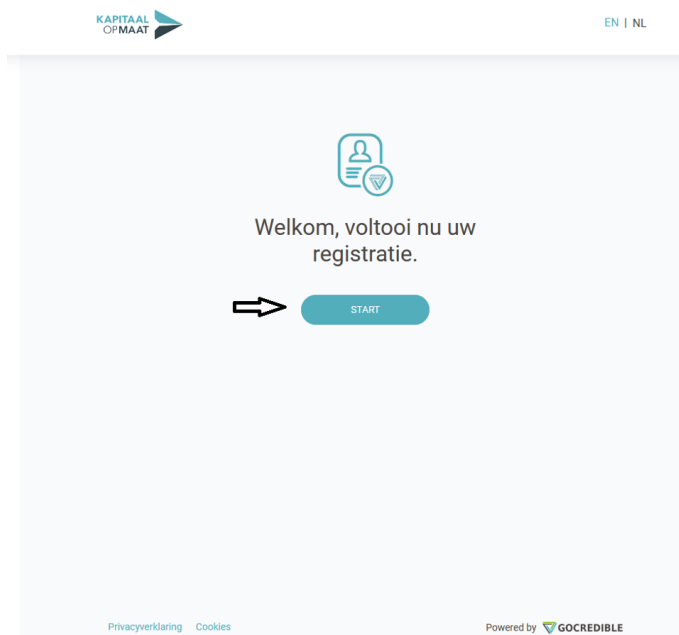 KAPITAAL
OPMAAT
EN | NL
Welkom, voltooi nu uw
registratie.
START
Privacyverklaring Cookies
Powered by GOCREDIBLE